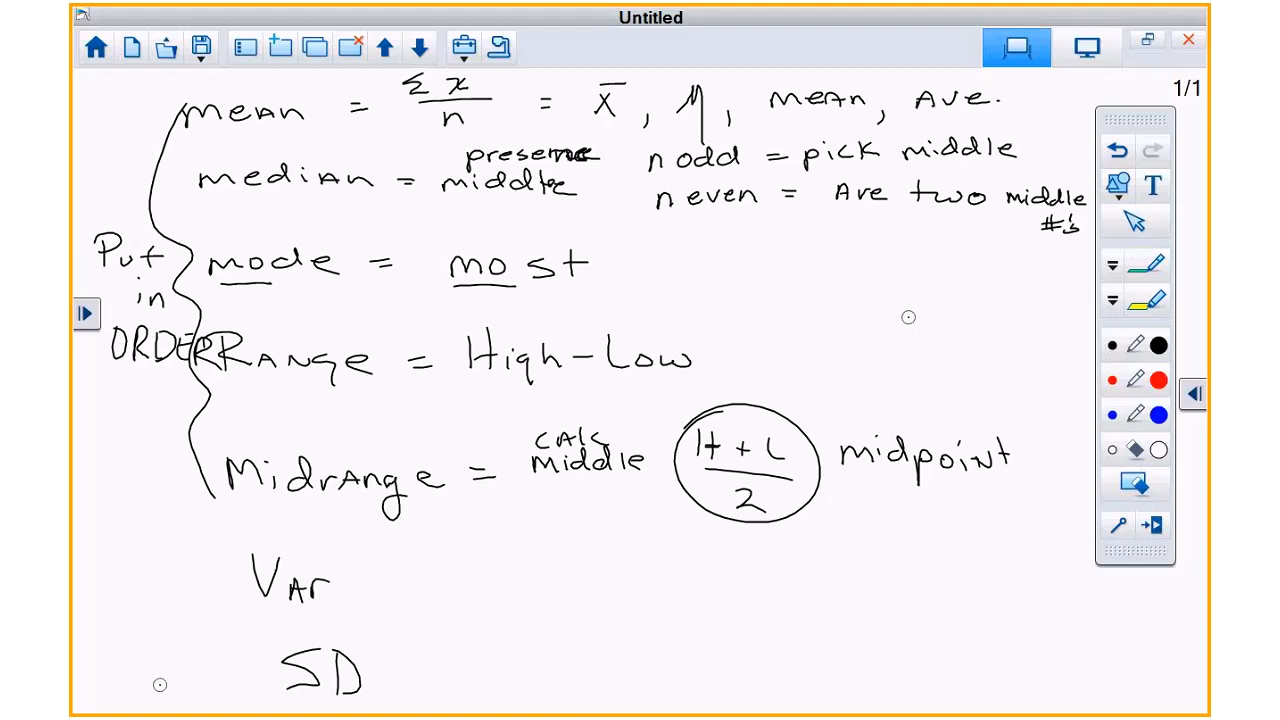 Untitled
1/1
mean = Σx/n = x̄, μ, mean, Ave.
median = middle n odd = pick middle
n even = Ave two middle #'s
Put in ORDER
mode = most
Range = High-Low
Midrange = calc middle H+L/2 midpoint
Var
SD
T